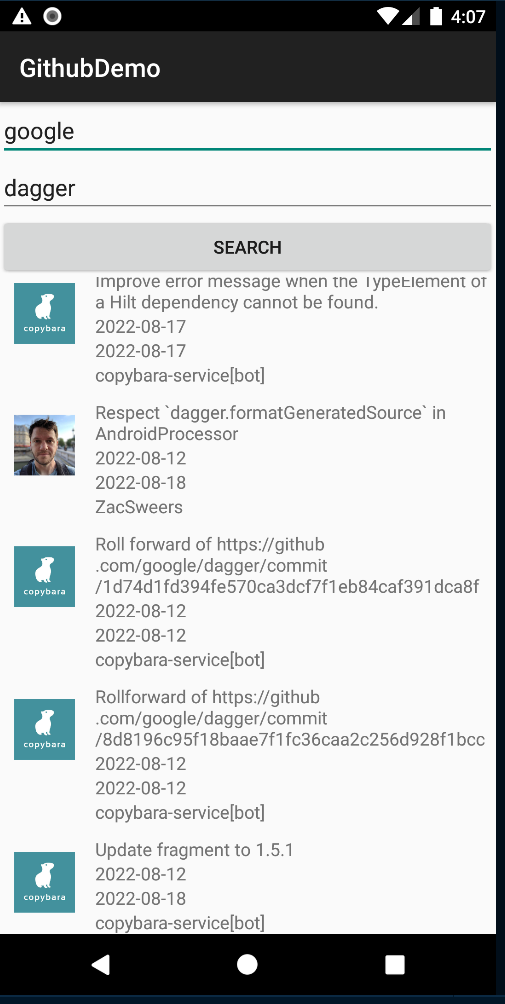 4:07
GithubDemo
google
dagger
SEARCH
Improve error message when the TypeElement of
a Hilt dependency cannot be found.
2022-08-17
2022-08-17
copybara-service[bot]
copybara
Respect `dagger.formatGeneratedSource` in
AndroidProcessor
2022-08-12
2022-08-18
ZacSweers
Roll forward of https://github
.com/google/dagger/commit
/1d74d1fd394fe570ca3dcf7f1eb84caf391dca8f
2022-08-12
2022-08-12
copybara-service[bot]
copybara
Rollforward of https://github
.com/google/dagger/commit
/8d8196c95f18baae7f1fc36caa2c256d928f1bcc
2022-08-12
2022-08-12
copybara-service[bot]
copybara
Update fragment to 1.5.1
2022-08-12
2022-08-18
copybara-service[bot]
copybara